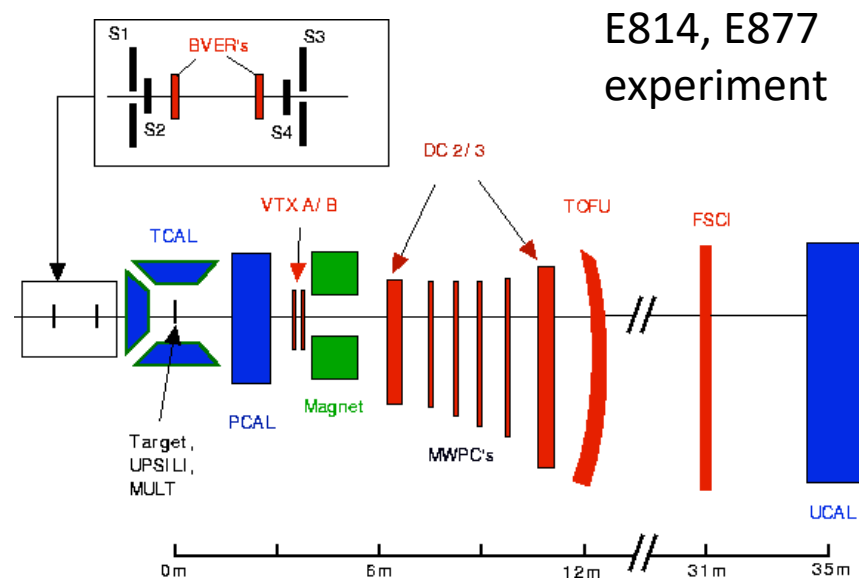 E814, E877
experiment
S1
BVER's
S3
S2
S4
DC 2/ 3
VTX A/ B
TOFU
FSCI
TCAL
Magnet
PCAL
Target,
UPSILI,
MULT
MWPC's
UCAL
0m
6m
12m
31m
35m